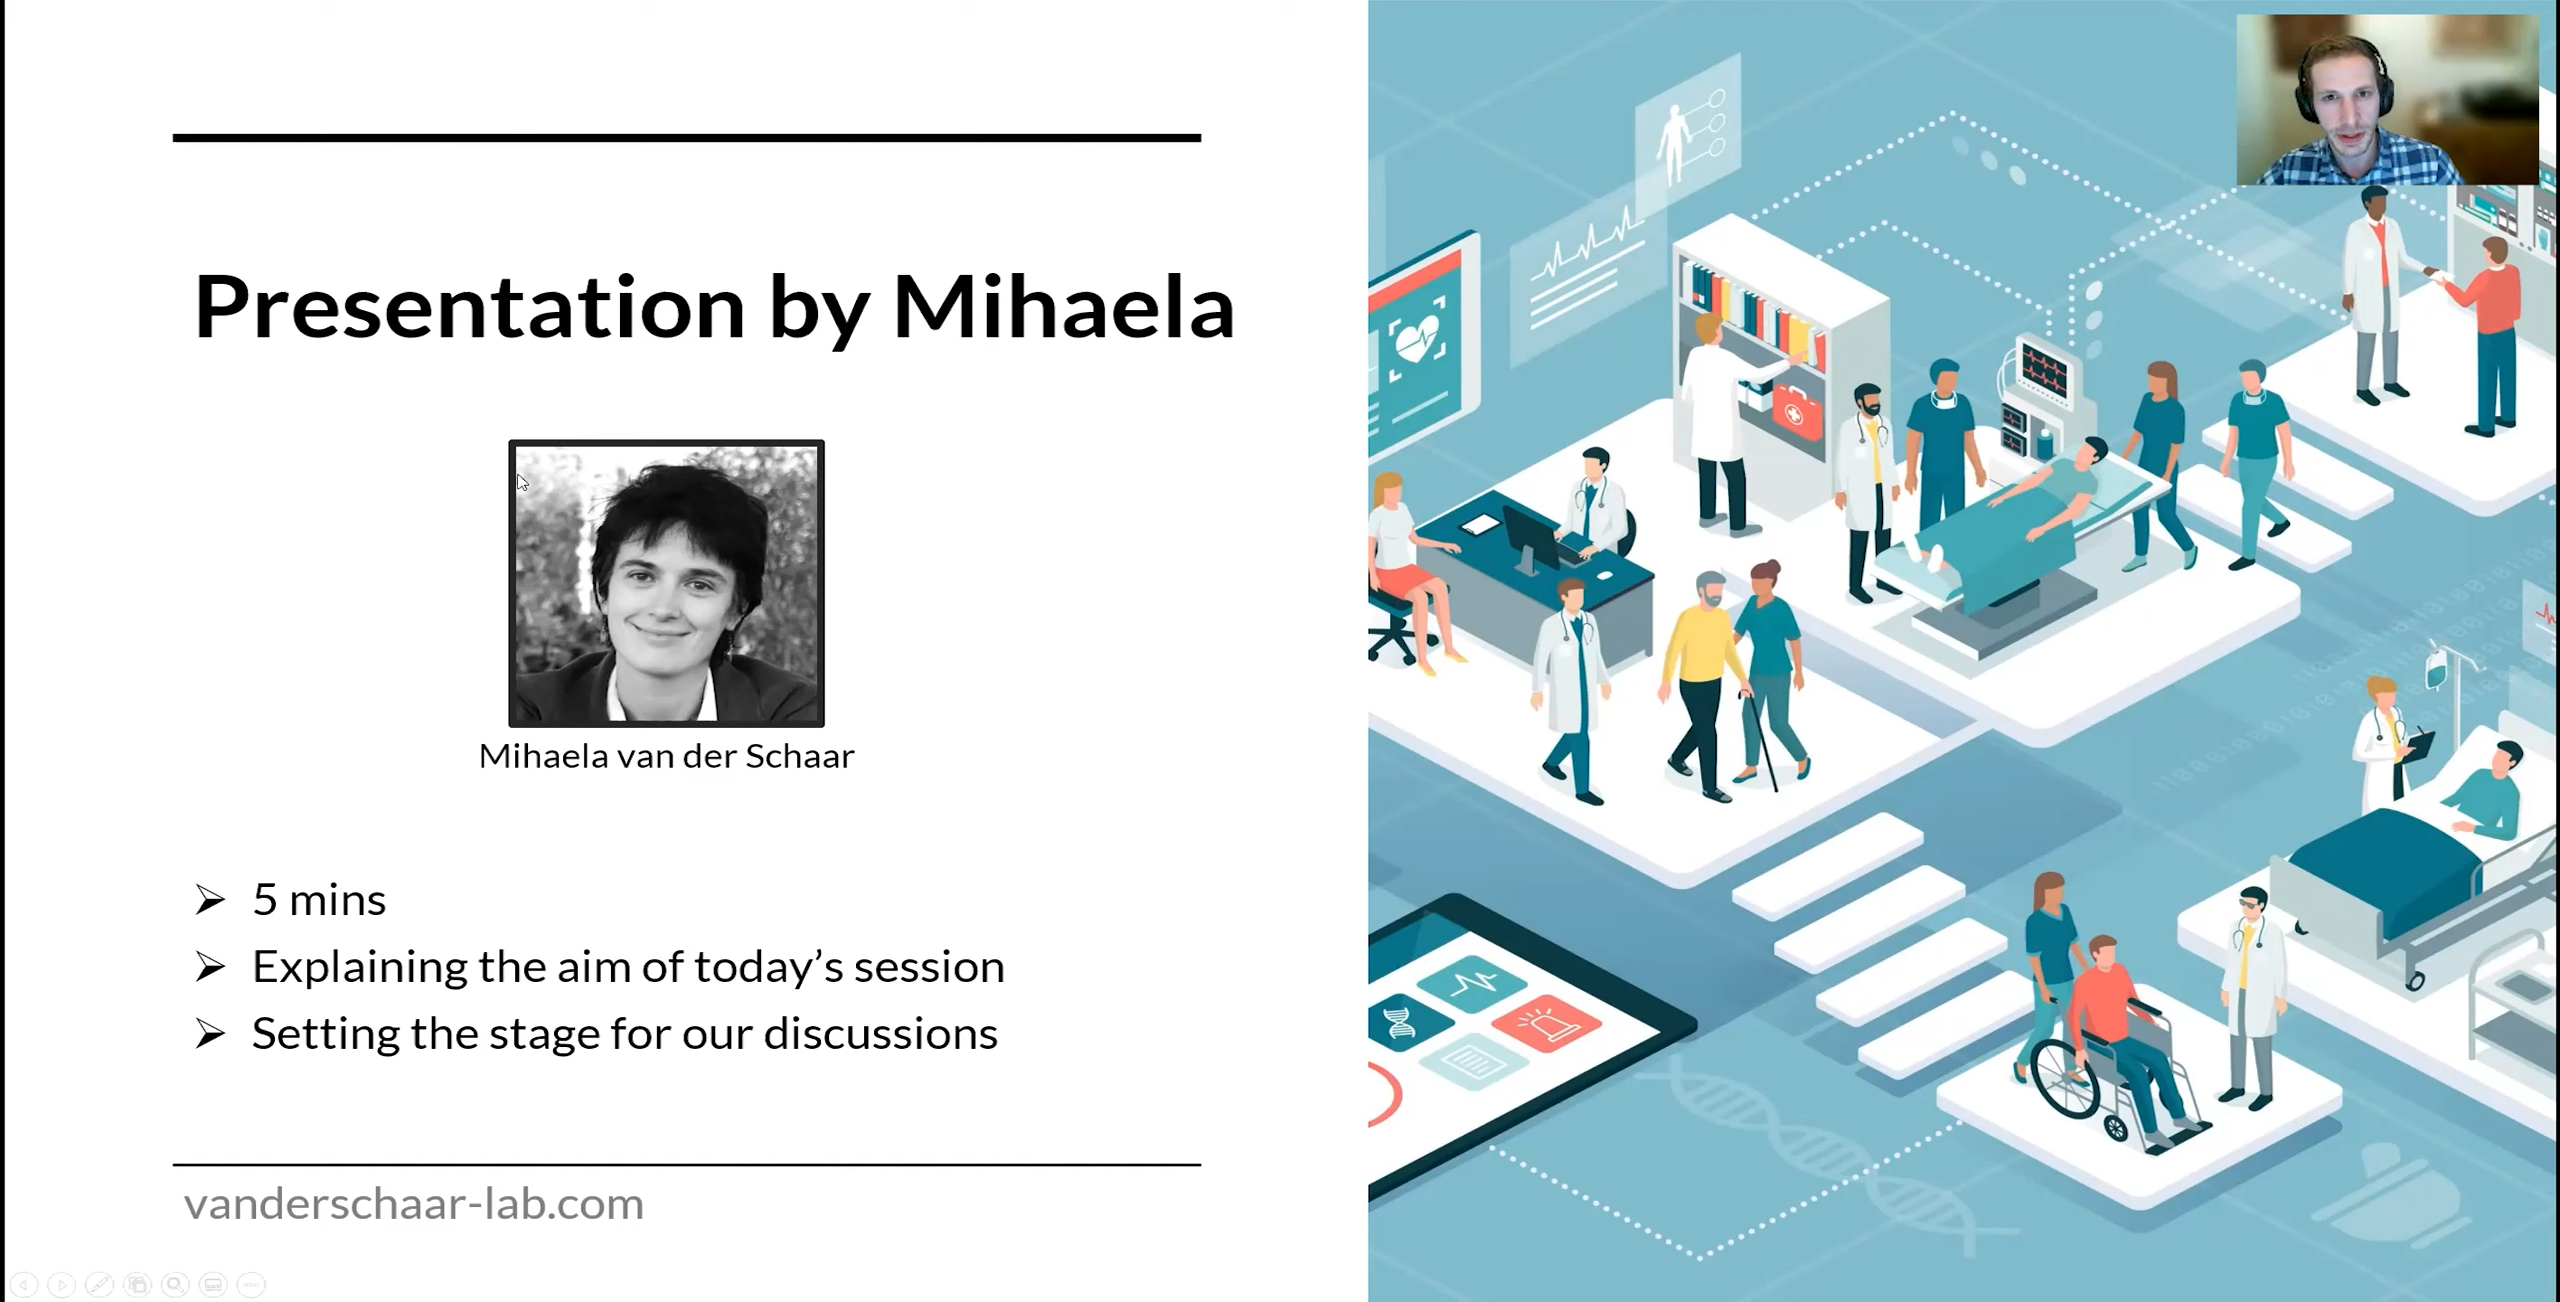 Presentation by Mihaela
Mihaela van der Schaar
➢ 5 mins
➢ Explaining the aim of today’s session
➢ Setting the stage for our discussions
vanderschaar-lab.com